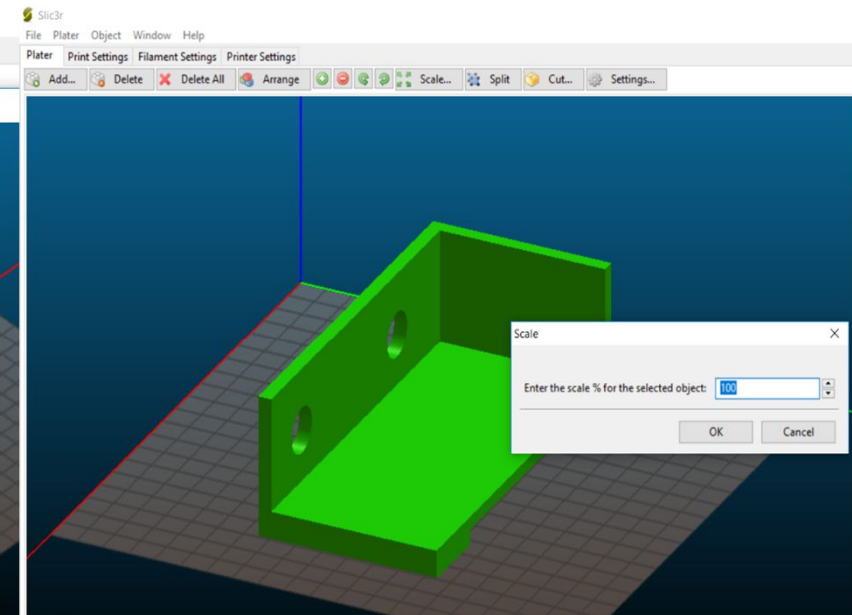 Slic3r
File Plater Object Window Help
Plater Print Settings Filament Settings Printer Settings
Add... Delete Delete All Arrange Scale... Split Cut... Settings...
Scale
Enter the scale % for the selected object: 100
OK Cancel